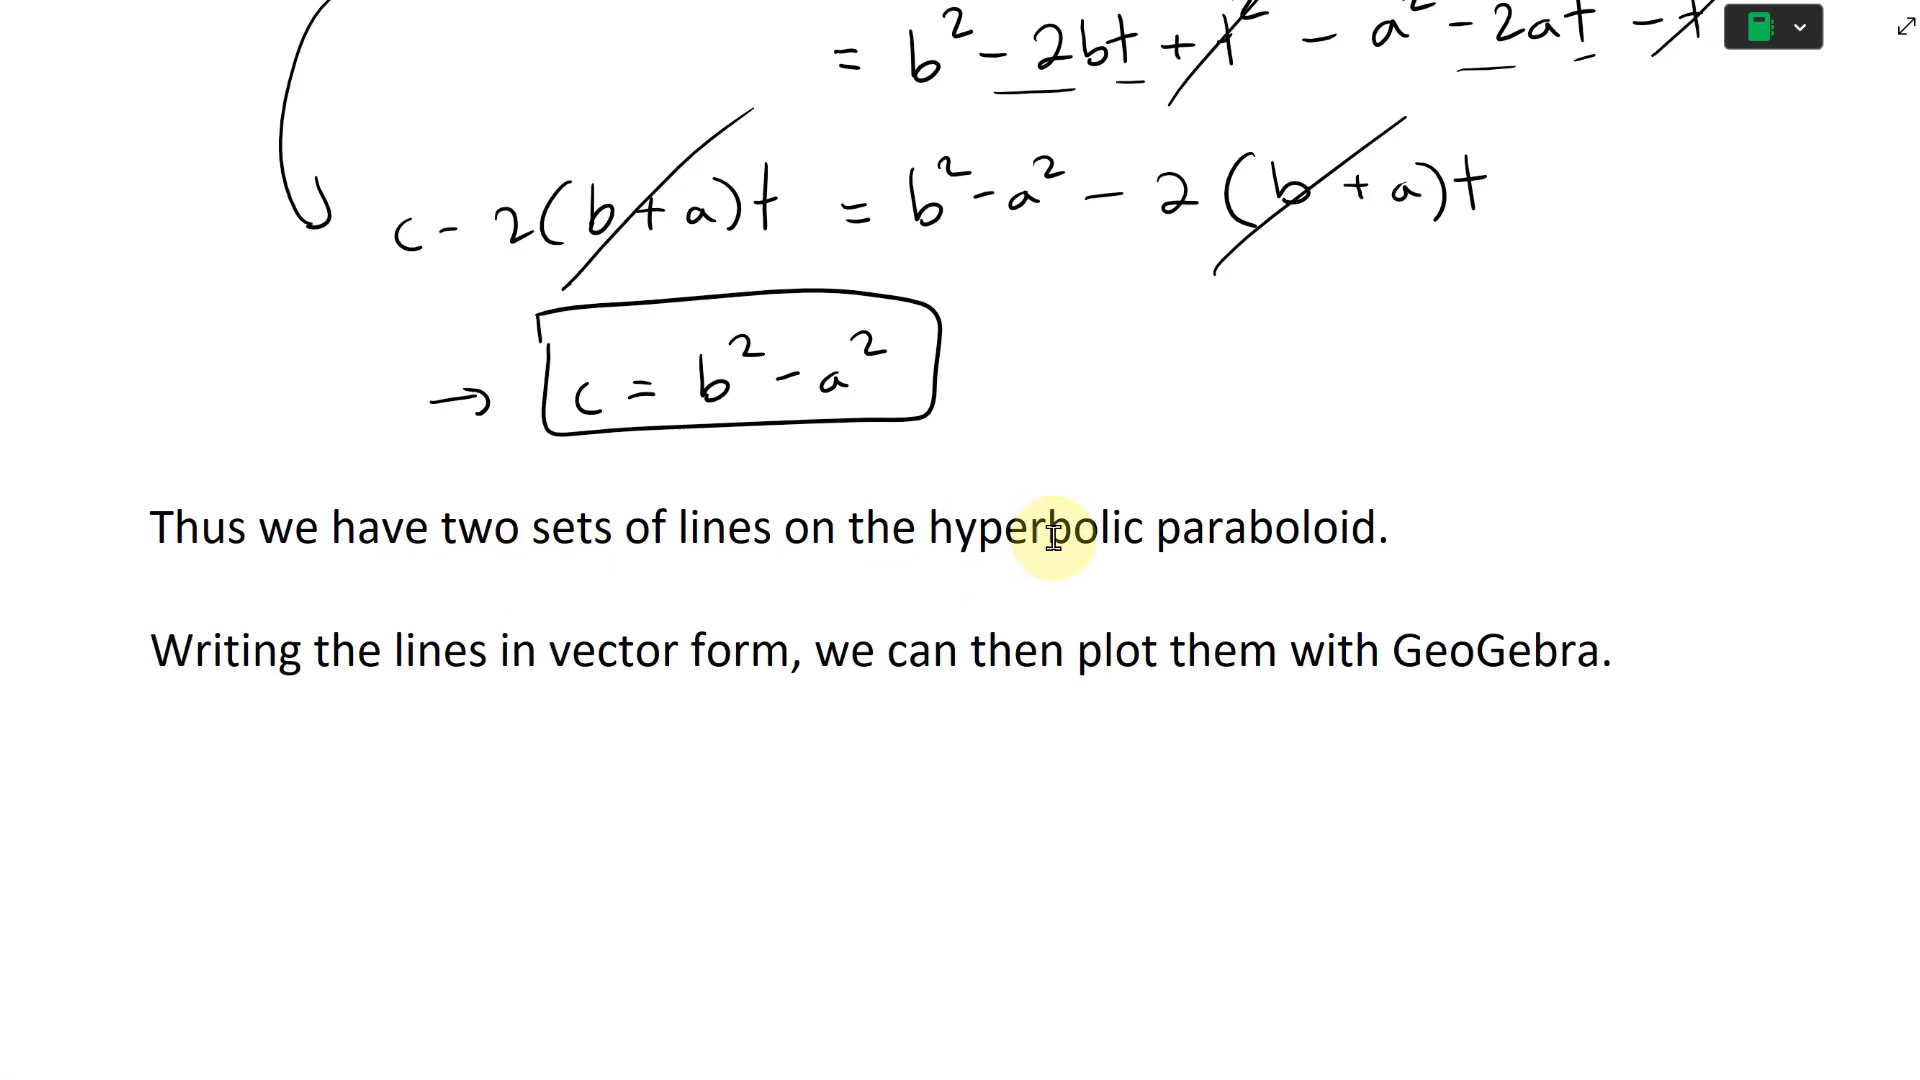 = b² - 2bt + t² - a² - 2at - t
c - 2(b + a)t = b² - a² - 2(b + a)t
→ c = b² - a²
Thus we have two sets of lines on the hyperbolic paraboloid.
Writing the lines in vector form, we can then plot them with GeoGebra.